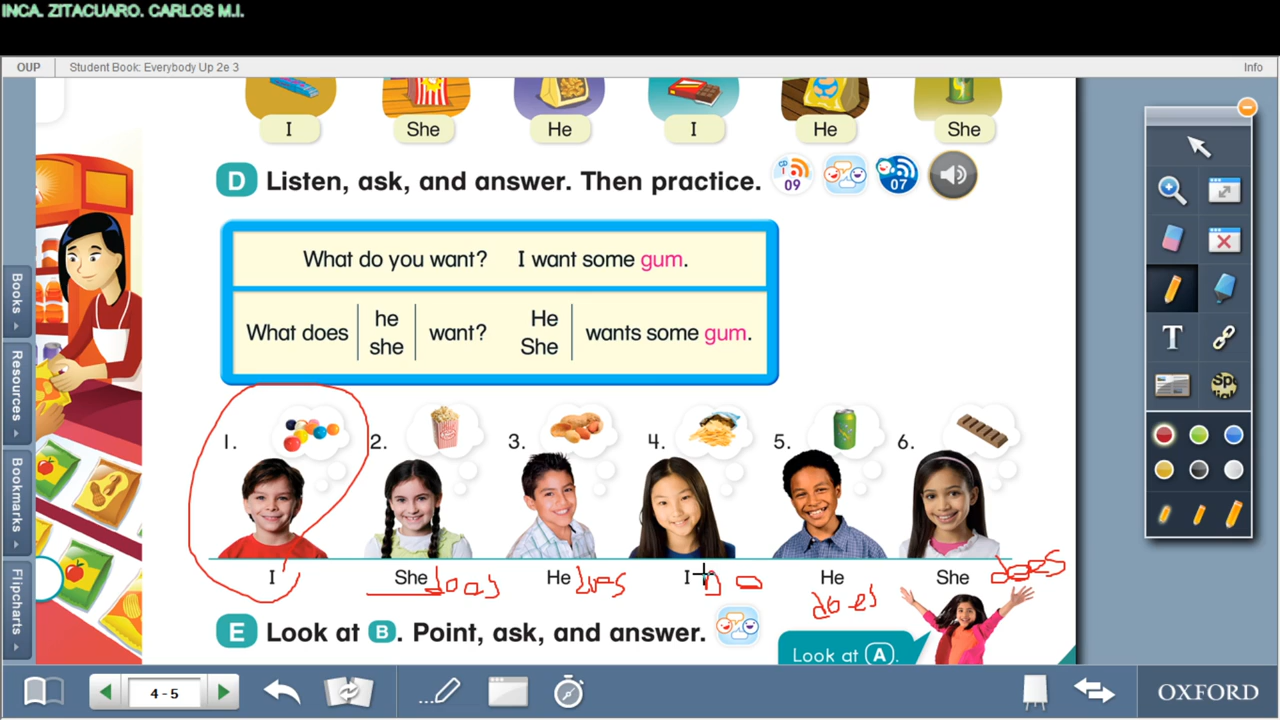 INCA. ZITACUARO. CARLOS M.I.
OUP Student Book: Everybody Up 2e 3 Info
I She He I He She
D Listen, ask, and answer. Then practice. 09 07
What do you want? I want some gum.
What does he she want? He She wants some gum.
1. 2. 3. 4. 5. 6.
I She does He does I He does She does
E Look at B. Point, ask, and answer.
Look at A.
Books
Resources
Bookmarks
Flipcharts
T
4 - 5
OXFORD